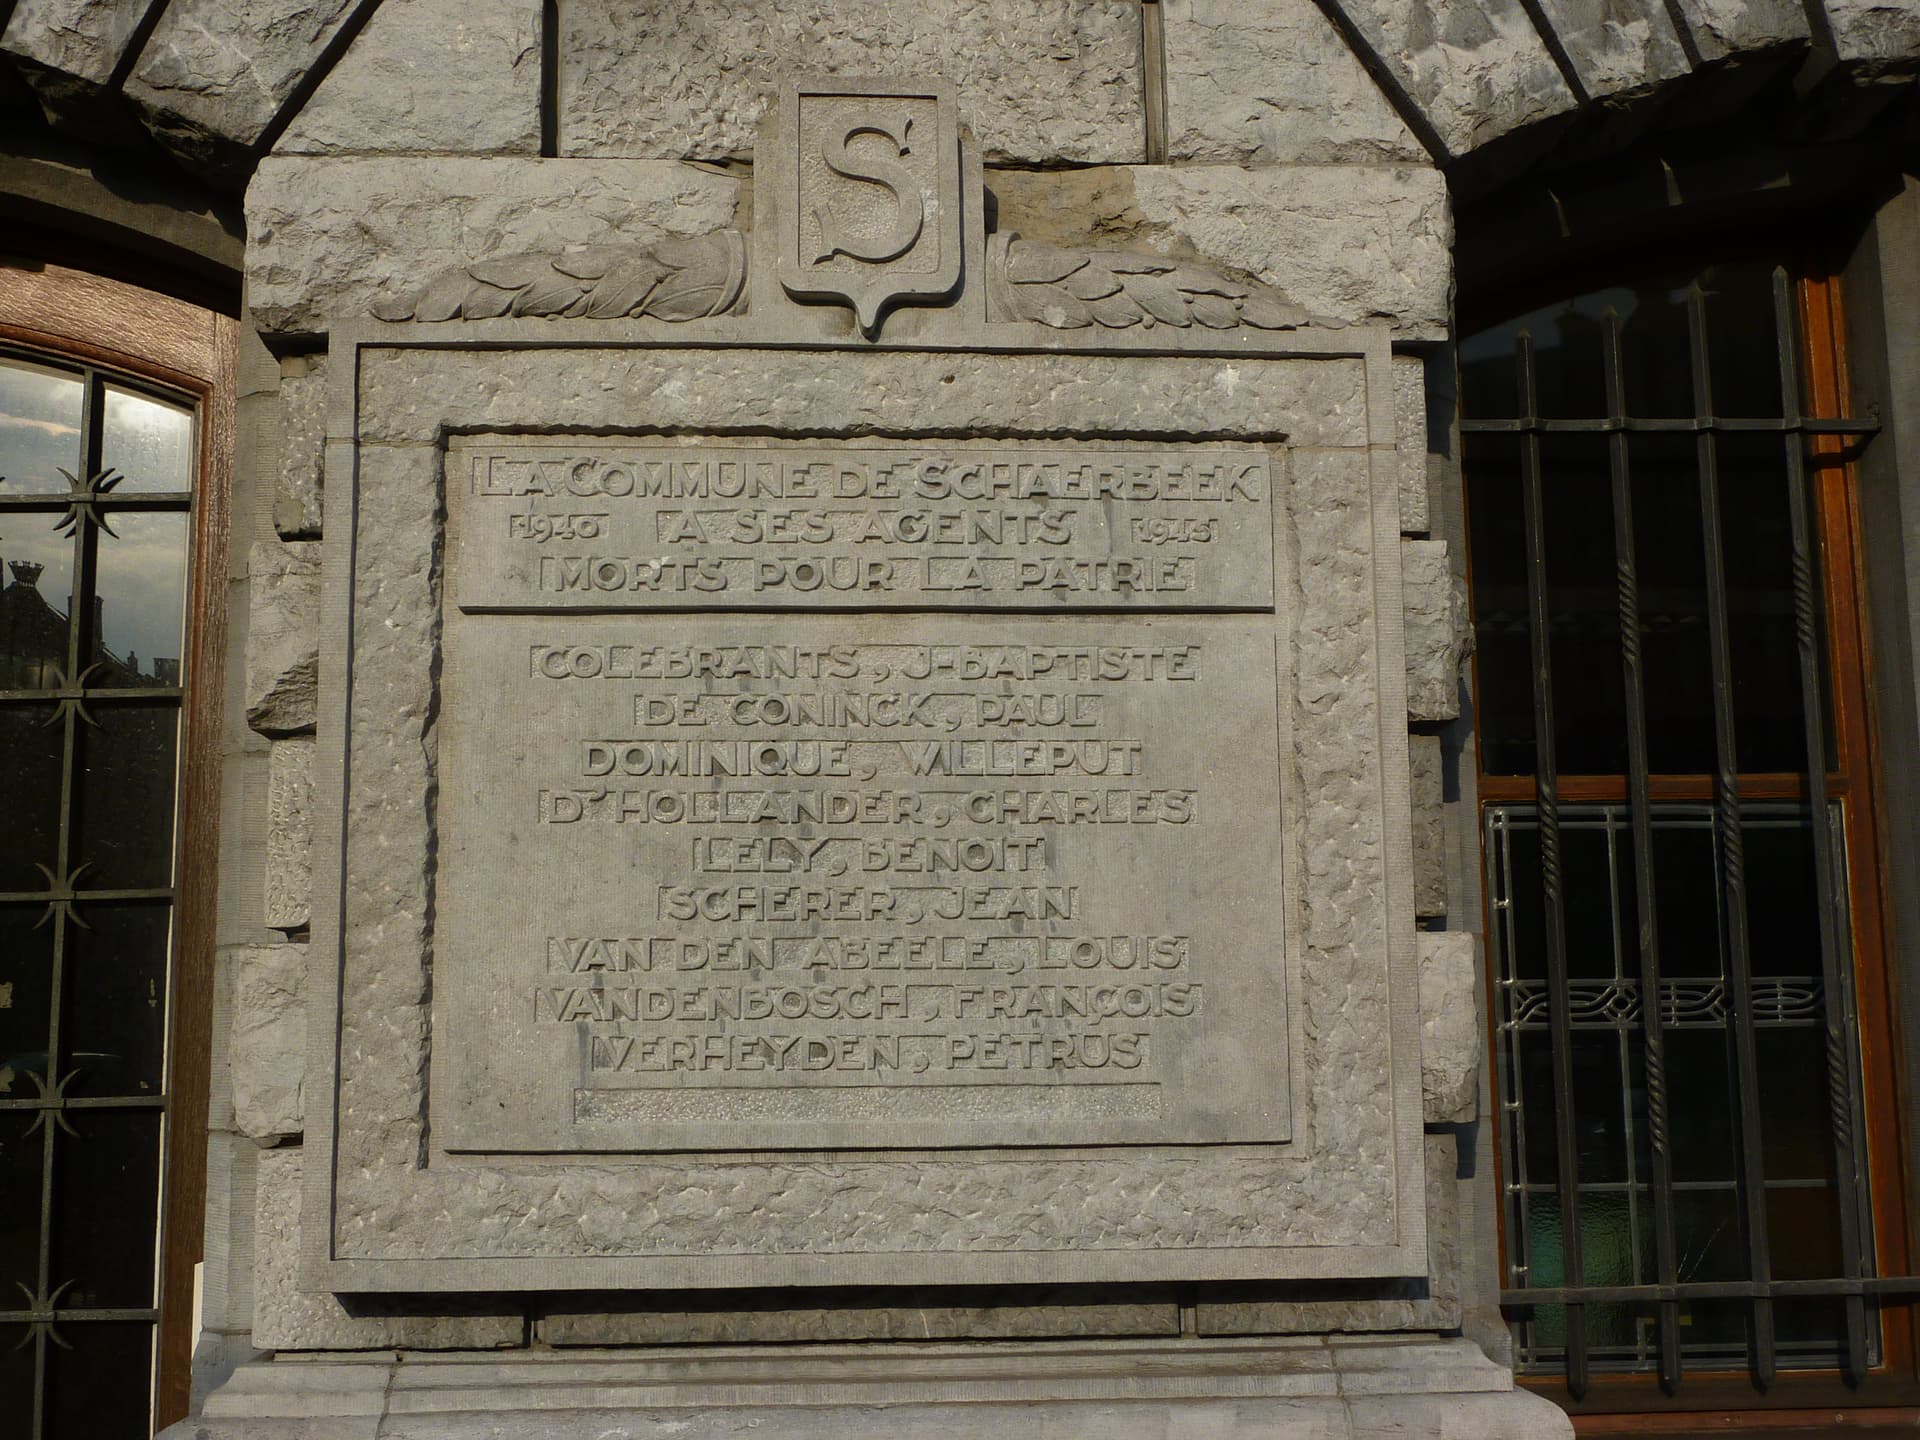 S
LA COMMUNE DE SCHAERBEEK
1940 A SES AGENTS 1945
MORTS POUR LA PATRIE
COLEBRANTS, J-BAPTISTE
DE CONINCK, PAUL
DOMINIQUE, WILLEPUT
D'HOLLANDER, CHARLES
LELY, BENOIT
SCHERER, JEAN
VAN DEN ABEELE, LOUIS
VANDENBOSCH, FRANÇOIS
VERHEYDEN, PETRUS